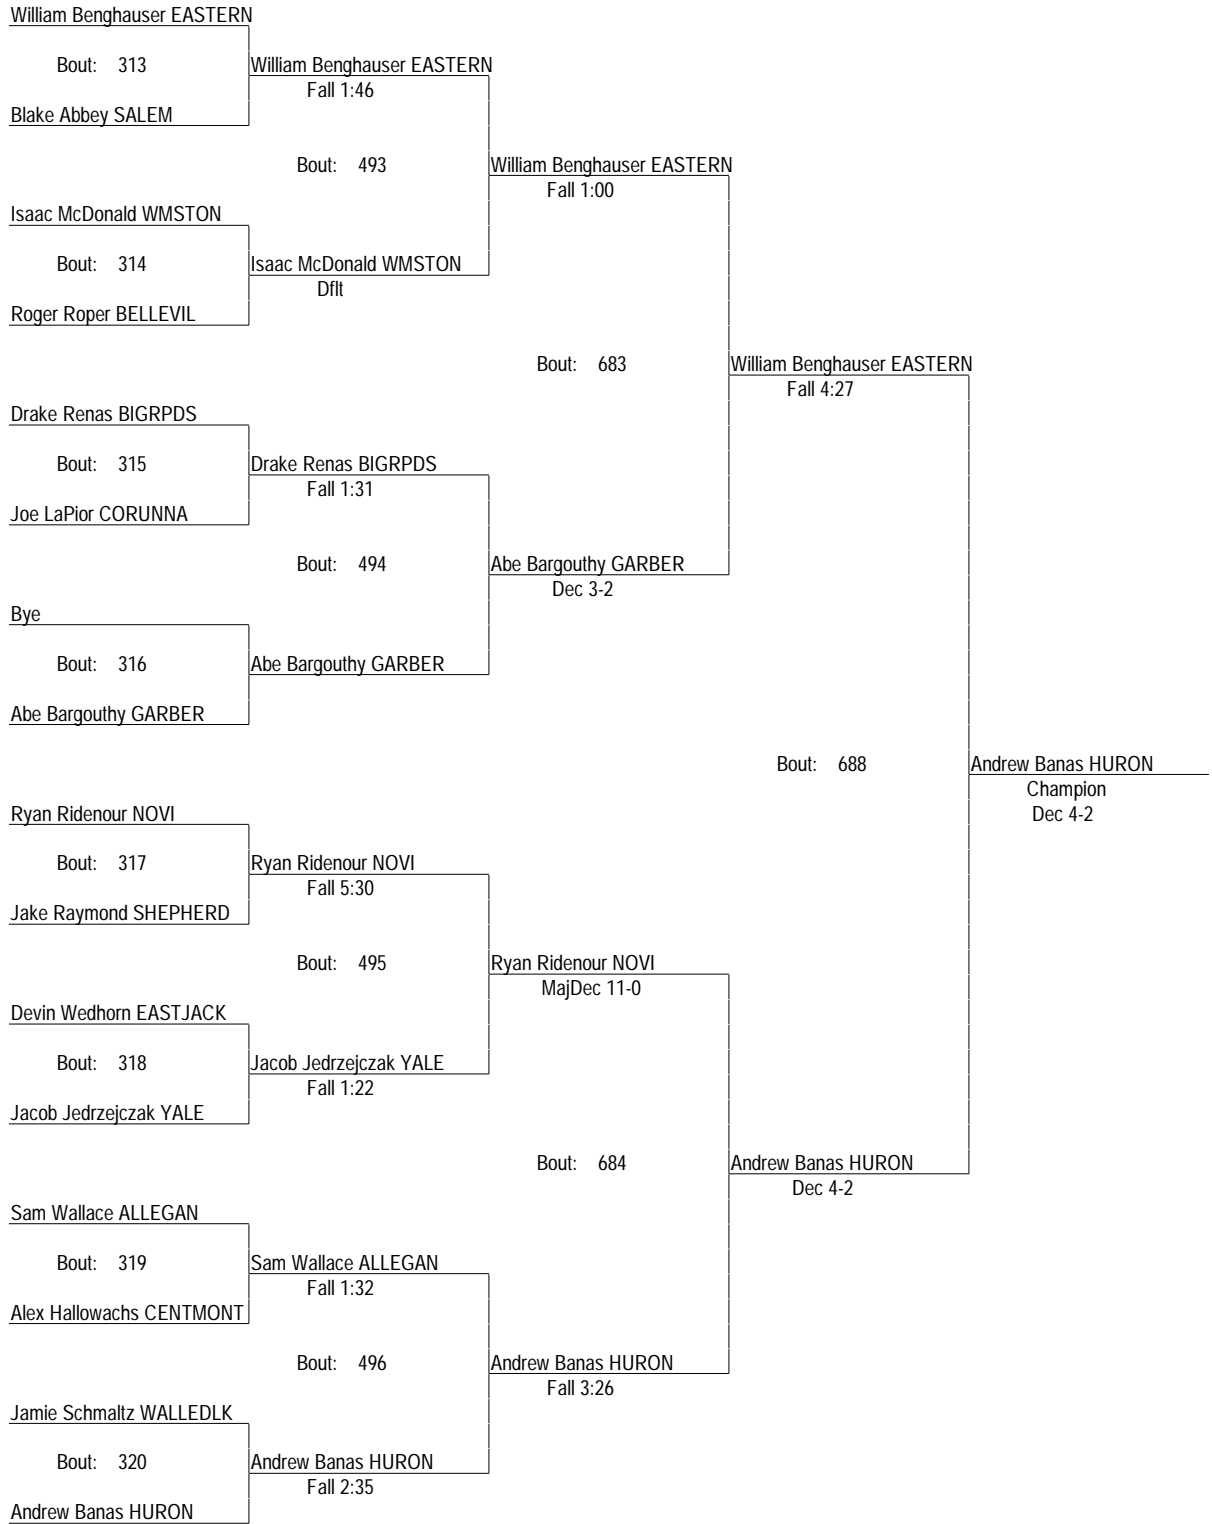 William Benghauser EASTERN
Bout: 313 William Benghauser EASTERN
Fall 1:46
Blake Abbey SALEM
Bout: 493 William Benghauser EASTERN
Fall 1:00
Isaac McDonald WMSTON
Bout: 314 Isaac McDonald WMSTON
Dflt
Roger Roper BELLEVIL
Bout: 683 William Benghauser EASTERN
Fall 4:27
Drake Renas BIGRPDS
Bout: 315 Drake Renas BIGRPDS
Fall 1:31
Joe LaPior CORUNNA
Bout: 494 Abe Bargouthy GARBER
Dec 3-2
Bye
Bout: 316 Abe Bargouthy GARBER
Abe Bargouthy GARBER
Bout: 688 Andrew Banas HURON
Champion
Ryan Ridenour NOVI Dec 4-2
Bout: 317 Ryan Ridenour NOVI
Fall 5:30
Jake Raymond SHEPHERD
Bout: 495 Ryan Ridenour NOVI
MajDec 11-0
Devin Wedhorn EASTJACK
Bout: 318 Jacob Jedrzejczak YALE
Fall 1:22
Jacob Jedrzejczak YALE
Bout: 684 Andrew Banas HURON
Dec 4-2
Sam Wallace ALLEGAN
Bout: 319 Sam Wallace ALLEGAN
Fall 1:32
Alex Hallowachs CENTMONT
Bout: 496 Andrew Banas HURON
Fall 3:26
Jamie Schmaltz WALLEDLK
Bout: 320 Andrew Banas HURON
Fall 2:35
Andrew Banas HURON